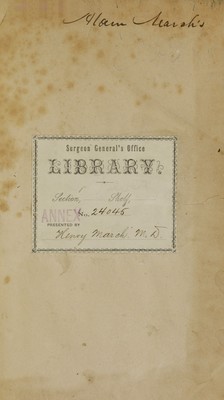 Alam Marsh's
Surgeon General's Office
LIBRARY.
Section, Shelf,
ANNEX
No. 24045.
PRESENTED BY
Henry Marsh, M.D.